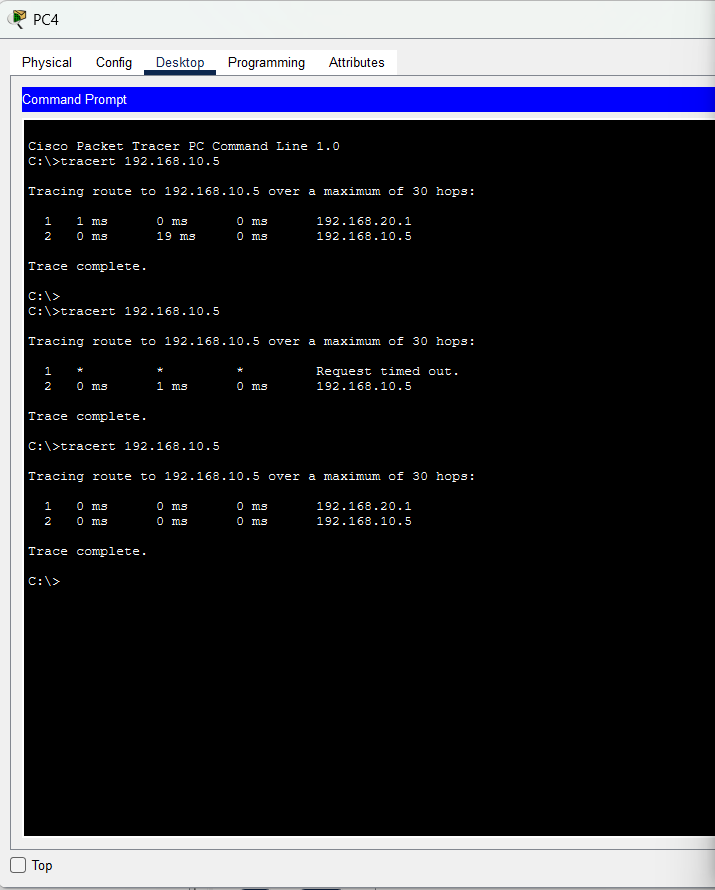 PC4
Physical Config Desktop Programming Attributes
Command Prompt
Cisco Packet Tracer PC Command Line 1.0
C:\>tracert 192.168.10.5
Tracing route to 192.168.10.5 over a maximum of 30 hops:
1 1 ms 0 ms 0 ms 192.168.20.1
2 0 ms 19 ms 0 ms 192.168.10.5
Trace complete.
C:\>
C:\>tracert 192.168.10.5
Tracing route to 192.168.10.5 over a maximum of 30 hops:
1 * * * Request timed out.
2 0 ms 1 ms 0 ms 192.168.10.5
Trace complete.
C:\>tracert 192.168.10.5
Tracing route to 192.168.10.5 over a maximum of 30 hops:
1 0 ms 0 ms 0 ms 192.168.20.1
2 0 ms 0 ms 0 ms 192.168.10.5
Trace complete.
C:\>
Top